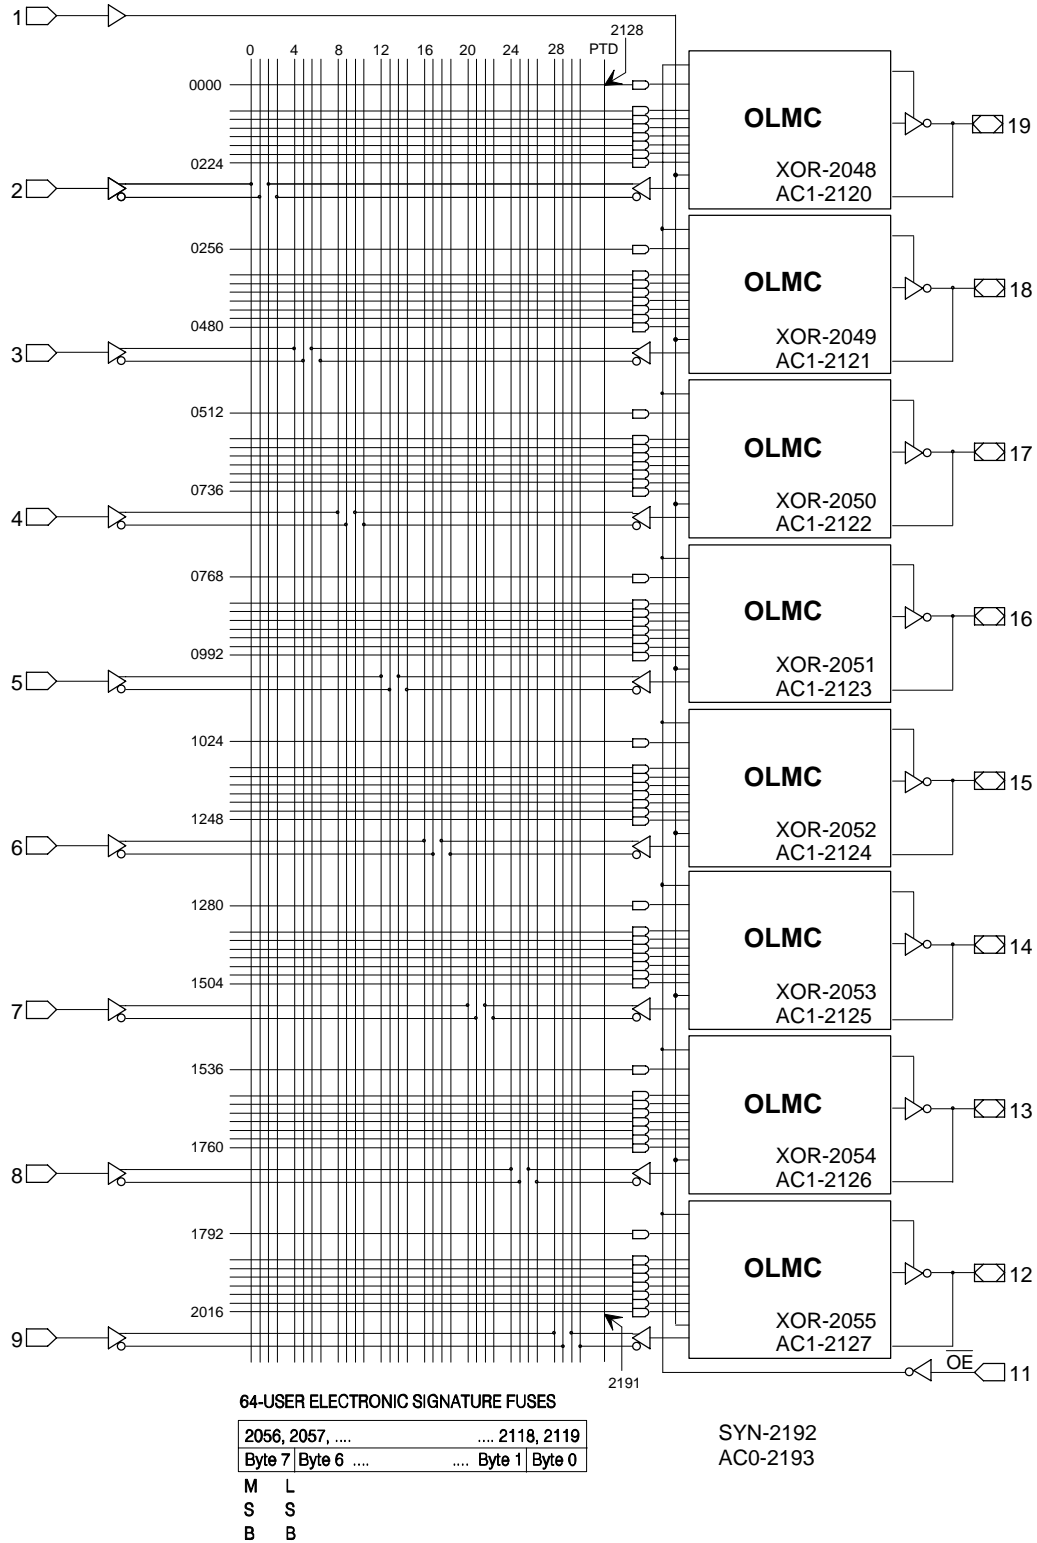 1
2128
0 4 8 12 16 20 24 28 PTD
0000
OLMC
19
0224
XOR-2048
AC1-2120
2
0256
OLMC
18
0480
XOR-2049
AC1-2121
3
0512
OLMC
17
0736
XOR-2050
AC1-2122
4
0768
OLMC
16
0992
XOR-2051
AC1-2123
5
1024
OLMC
15
1248
XOR-2052
AC1-2124
6
1280
OLMC
14
1504
XOR-2053
AC1-2125
7
1536
OLMC
13
1760
XOR-2054
AC1-2126
8
1792
OLMC
12
2016
XOR-2055
AC1-2127
9
OE
11
2191
64-USER ELECTRONIC SIGNATURE FUSES
2056, 2057, .... .... 2118, 2119
Byte 7 Byte 6 .... .... Byte 1 Byte 0
M L
S S
B B
SYN-2192
AC0-2193